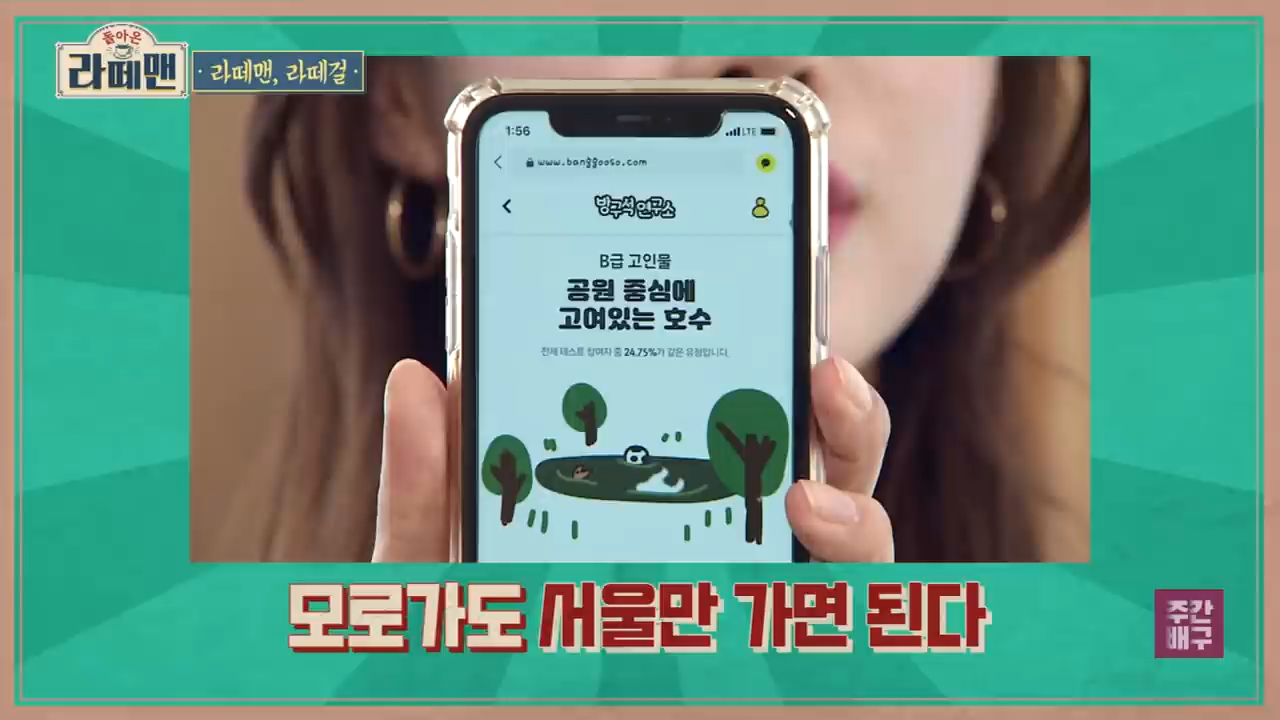 돌아온
라떼맨
· 라떼맨, 라떼걸 ·
1:56
LTE
www.banggooso.com
방구석연구소
B급 고인물
공원 중심에
고여있는 호수
전체 테스트 참여자 중 24.75%가 같은 유형입니다.
모로가도 서울만 가면 된다
주간
배구